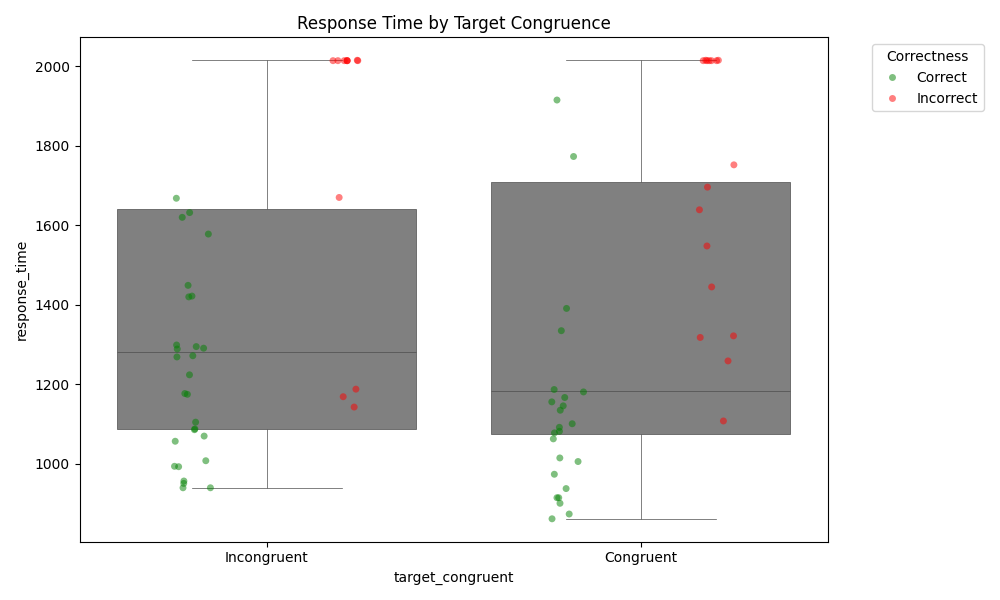 Response Time by Target Congruence
Correctness
Correct
Incorrect
response_time
2000
1800
1600
1400
1200
1000
Incongruent
Congruent
target_congruent